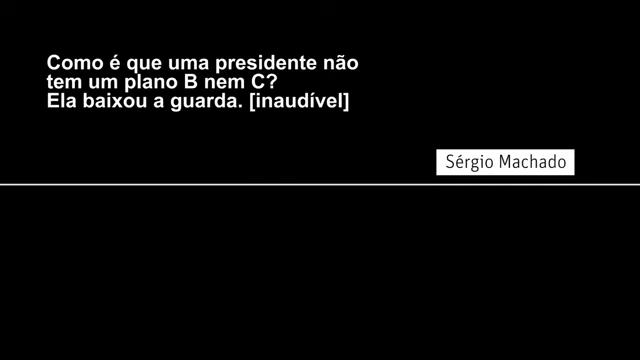 Como é que uma presidente não
tem um plano B nem C?
Ela baixou a guarda. [inaudível]
Sérgio Machado